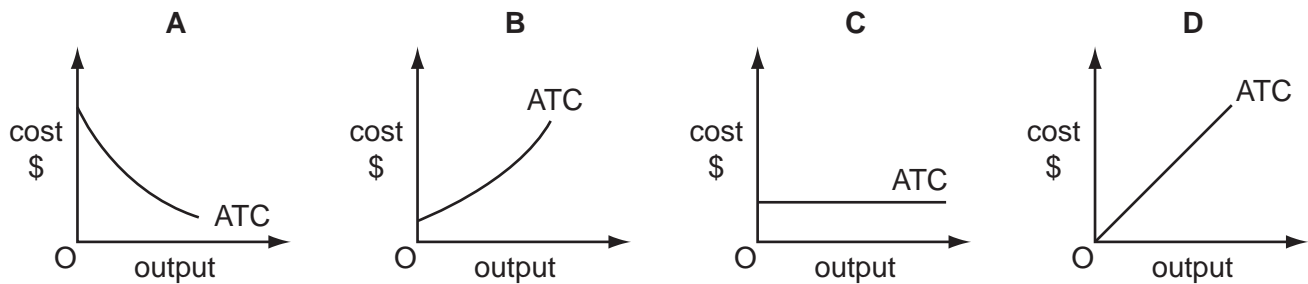 A
cost
$
ATC
O
output
B
cost
$
ATC
O
output
C
cost
$
ATC
O
output
D
cost
$
ATC
O
output